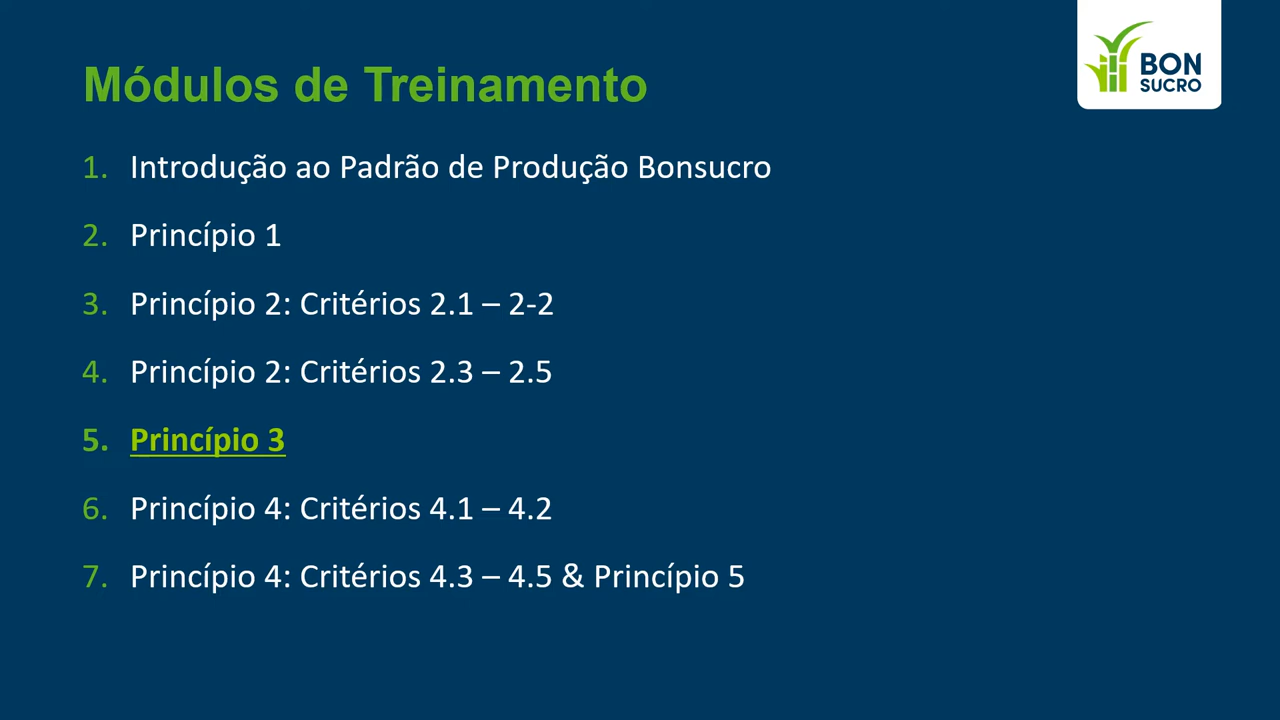 Módulos de Treinamento
BON
SUCRO
1. Introdução ao Padrão de Produção Bonsucro
2. Princípio 1
3. Princípio 2: Critérios 2.1 – 2-2
4. Princípio 2: Critérios 2.3 – 2.5
5. Princípio 3
6. Princípio 4: Critérios 4.1 – 4.2
7. Princípio 4: Critérios 4.3 – 4.5 & Princípio 5